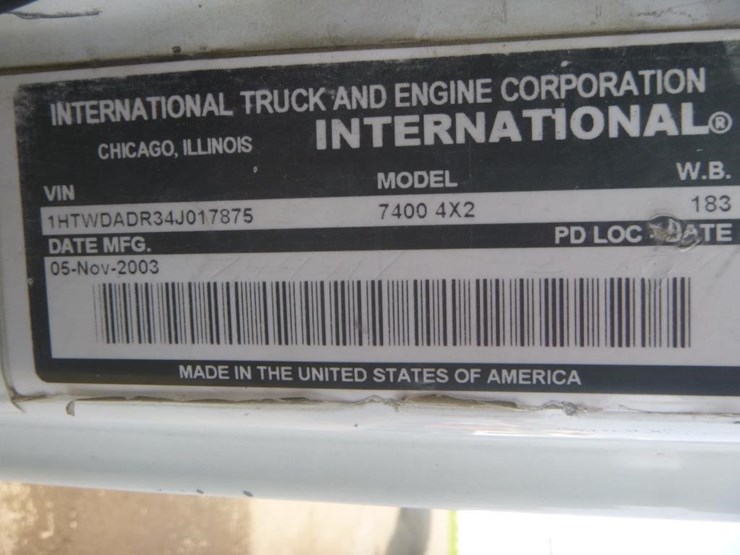 INTERNATIONAL TRUCK AND ENGINE CORPORATION
CHICAGO, ILLINOIS INTERNATIONAL®
VIN MODEL W.B.
1HTWDADR34J017875 7400 4X2 183
DATE MFG. PD LOC DATE
05-Nov-2003
MADE IN THE UNITED STATES OF AMERICA